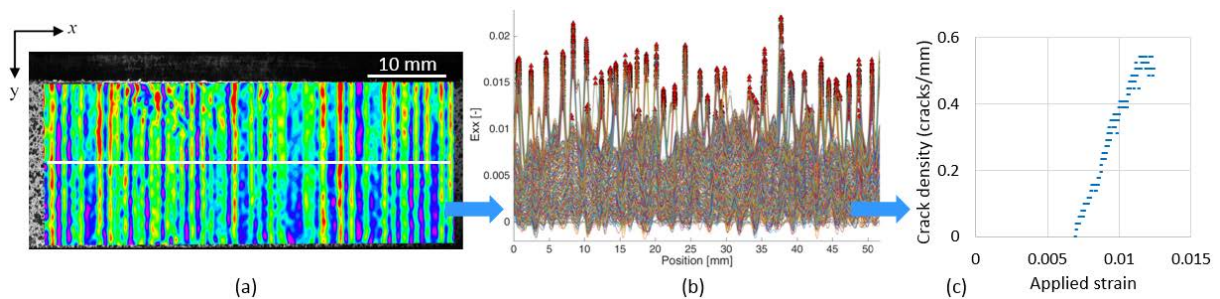 x
y
10 mm
(a)
0.02
0.015
0.01
0.005
0
Exx [-]
0 5 10 15 20 25 30 35 40 45 50
Position [mm]
(b)
0.6
0.4
0.2
0
Crack density (cracks/mm)
0 0.005 0.01 0.015
Applied strain
(c)